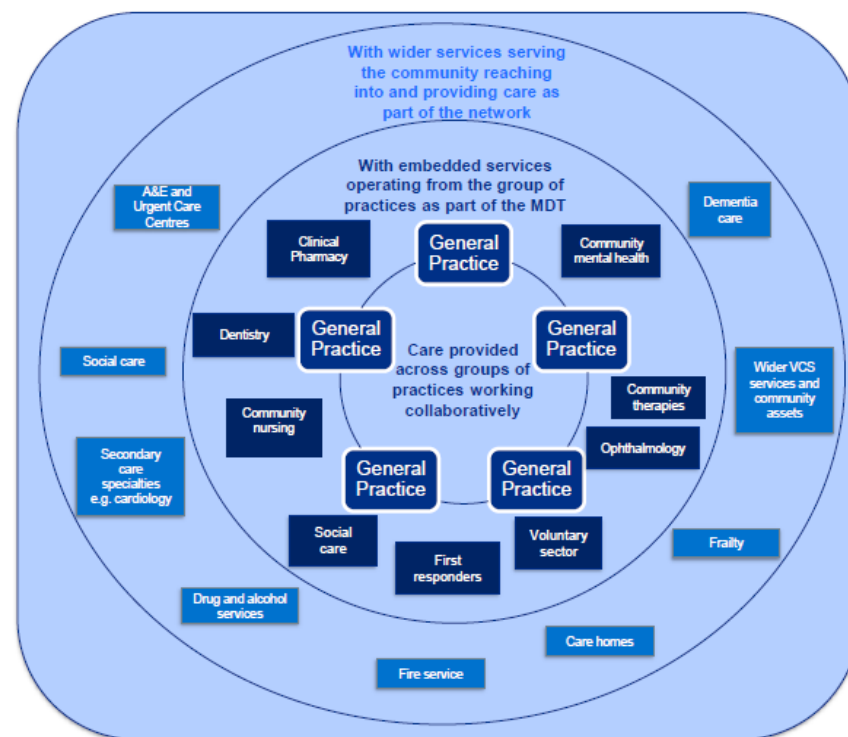 With wider services serving
the community reaching
into and providing care as
part of the network
With embedded services
operating from the group of
practices as part of the MDT
A&E and
Urgent Care
Centres
Dementia
care
Clinical
Pharmacy
General
Practice
Community
mental health
Dentistry
General
Practice
General
Practice
Care provided
across groups of
practices working
collaboratively
Social care
Wider VCS
services and
community
assets
Community
therapies
Community
nursing
Ophthalmology
Secondary
care
specialties
e.g. cardiology
General
Practice
General
Practice
Social
care
First
responders
Voluntary
sector
Frailty
Drug and alcohol
services
Care homes
Fire service